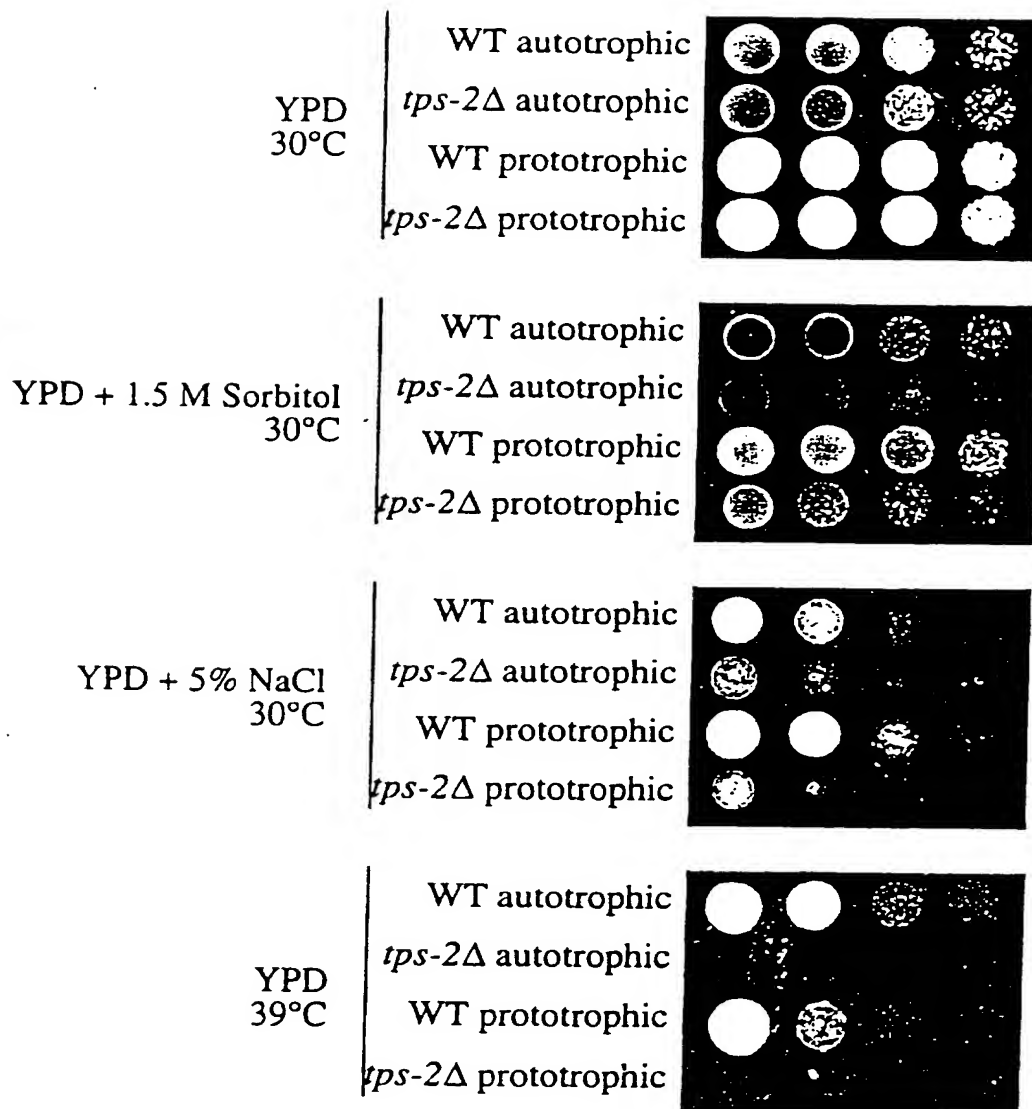 YPD
30°C
WT autotrophic
tps-2Δ autotrophic
WT prototrophic
tps-2Δ prototrophic
YPD + 1.5 M Sorbitol
30°C
WT autotrophic
tps-2Δ autotrophic
WT prototrophic
tps-2Δ prototrophic
YPD + 5% NaCl
30°C
WT autotrophic
tps-2Δ autotrophic
WT prototrophic
tps-2Δ prototrophic
YPD
39°C
WT autotrophic
tps-2Δ autotrophic
WT prototrophic
tps-2Δ prototrophic